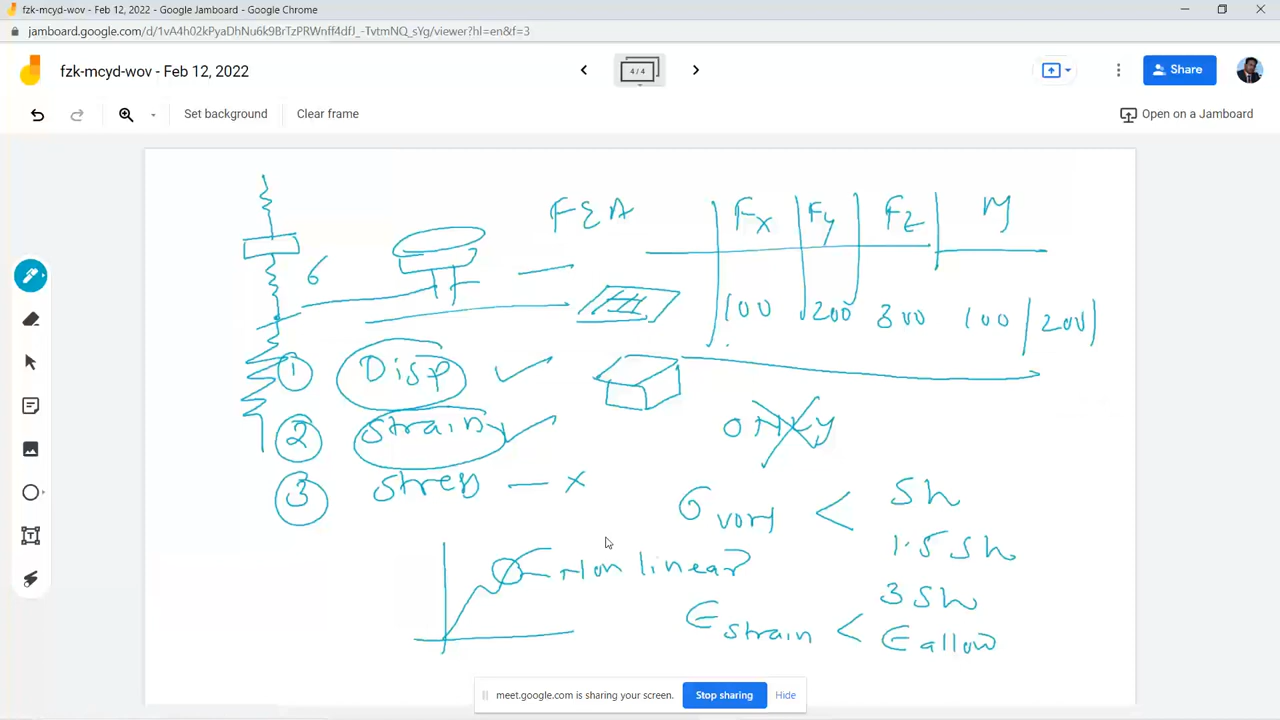 fzk-mcyd-wov - Feb 12, 2022 - Google Jamboard - Google Chrome
jamboard.google.com/d/1vA4h02kPyaDhNu6k9BrTzPRWnff4dfJ_-TvtmNQ_sYg/viewer?hl=en&f=3
fzk-mcyd-wov - Feb 12, 2022
4 / 4
Share
Set background
Clear frame
Open on a Jamboard
FEA
Fx Fy Fz M
6
100 200 300 100 200
1 Disp ✓
2 Strain ✓
3 Stress — x
ONLY
σ < Sh
1.5 Sh
3 Sh
Non linear
ϵ strain < ϵ allow
meet.google.com is sharing your screen.
Stop sharing
Hide